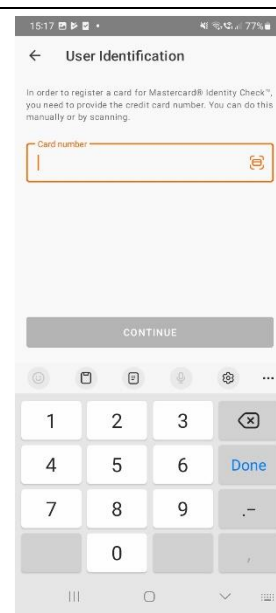 15:17 77%
User Identification
In order to register a card for Mastercard® Identity Check™,
you need to provide the credit card number. You can do this
manually or by scanning.
Card number
CONTINUE
1 2 3
4 5 6 Done
7 8 9 .-
0 ,